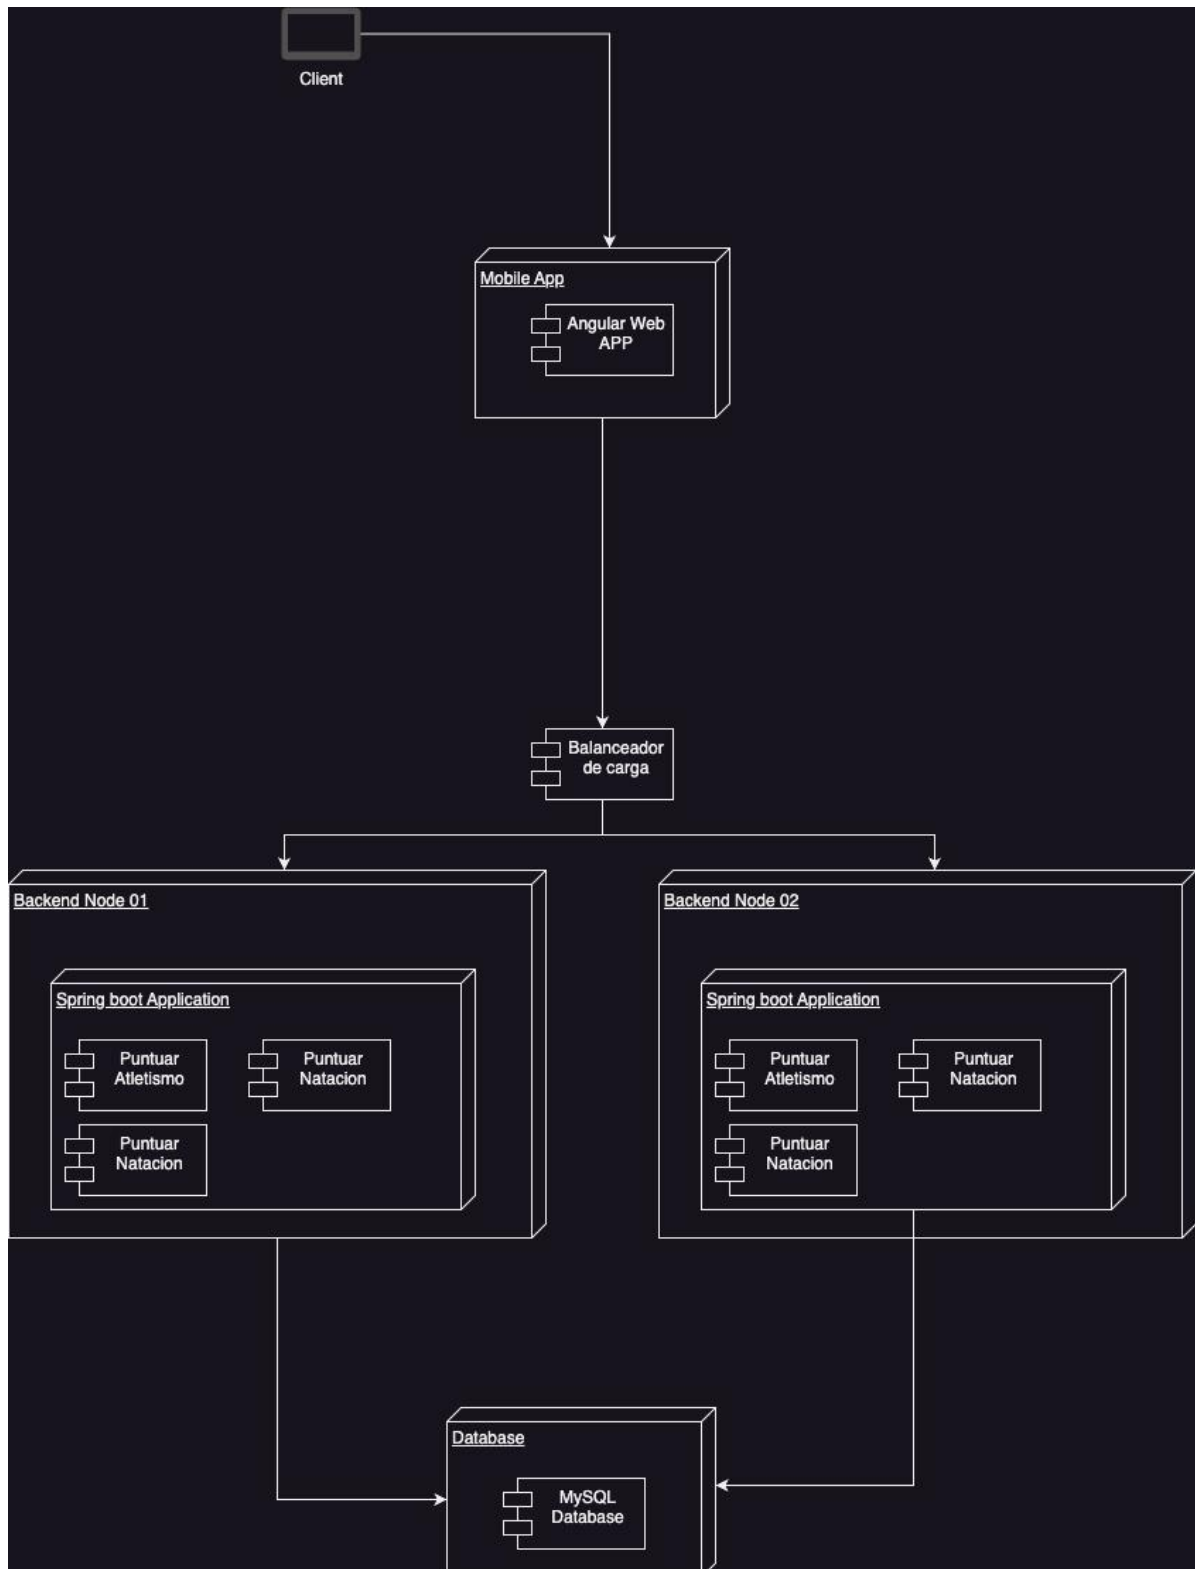 Client
Mobile App
Angular Web
APP
Balanceador
de carga
Backend Node 01
Spring boot Application
Puntuar
Atletismo
Puntuar
Natacion
Puntuar
Natacion
Backend Node 02
Spring boot Application
Puntuar
Atletismo
Puntuar
Natacion
Puntuar
Natacion
Database
MySQL
Database